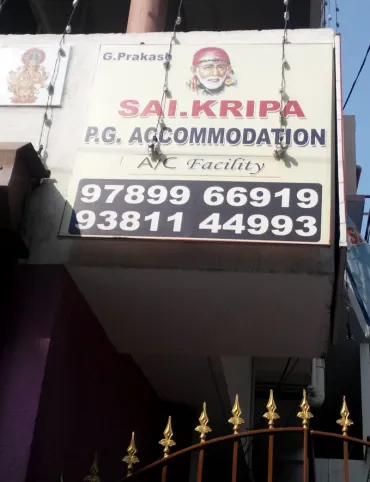 G.Prakash
SAI.KRIPA
P.G. ACCOMMODATION
A/C Facility
97899 66919
93811 44993